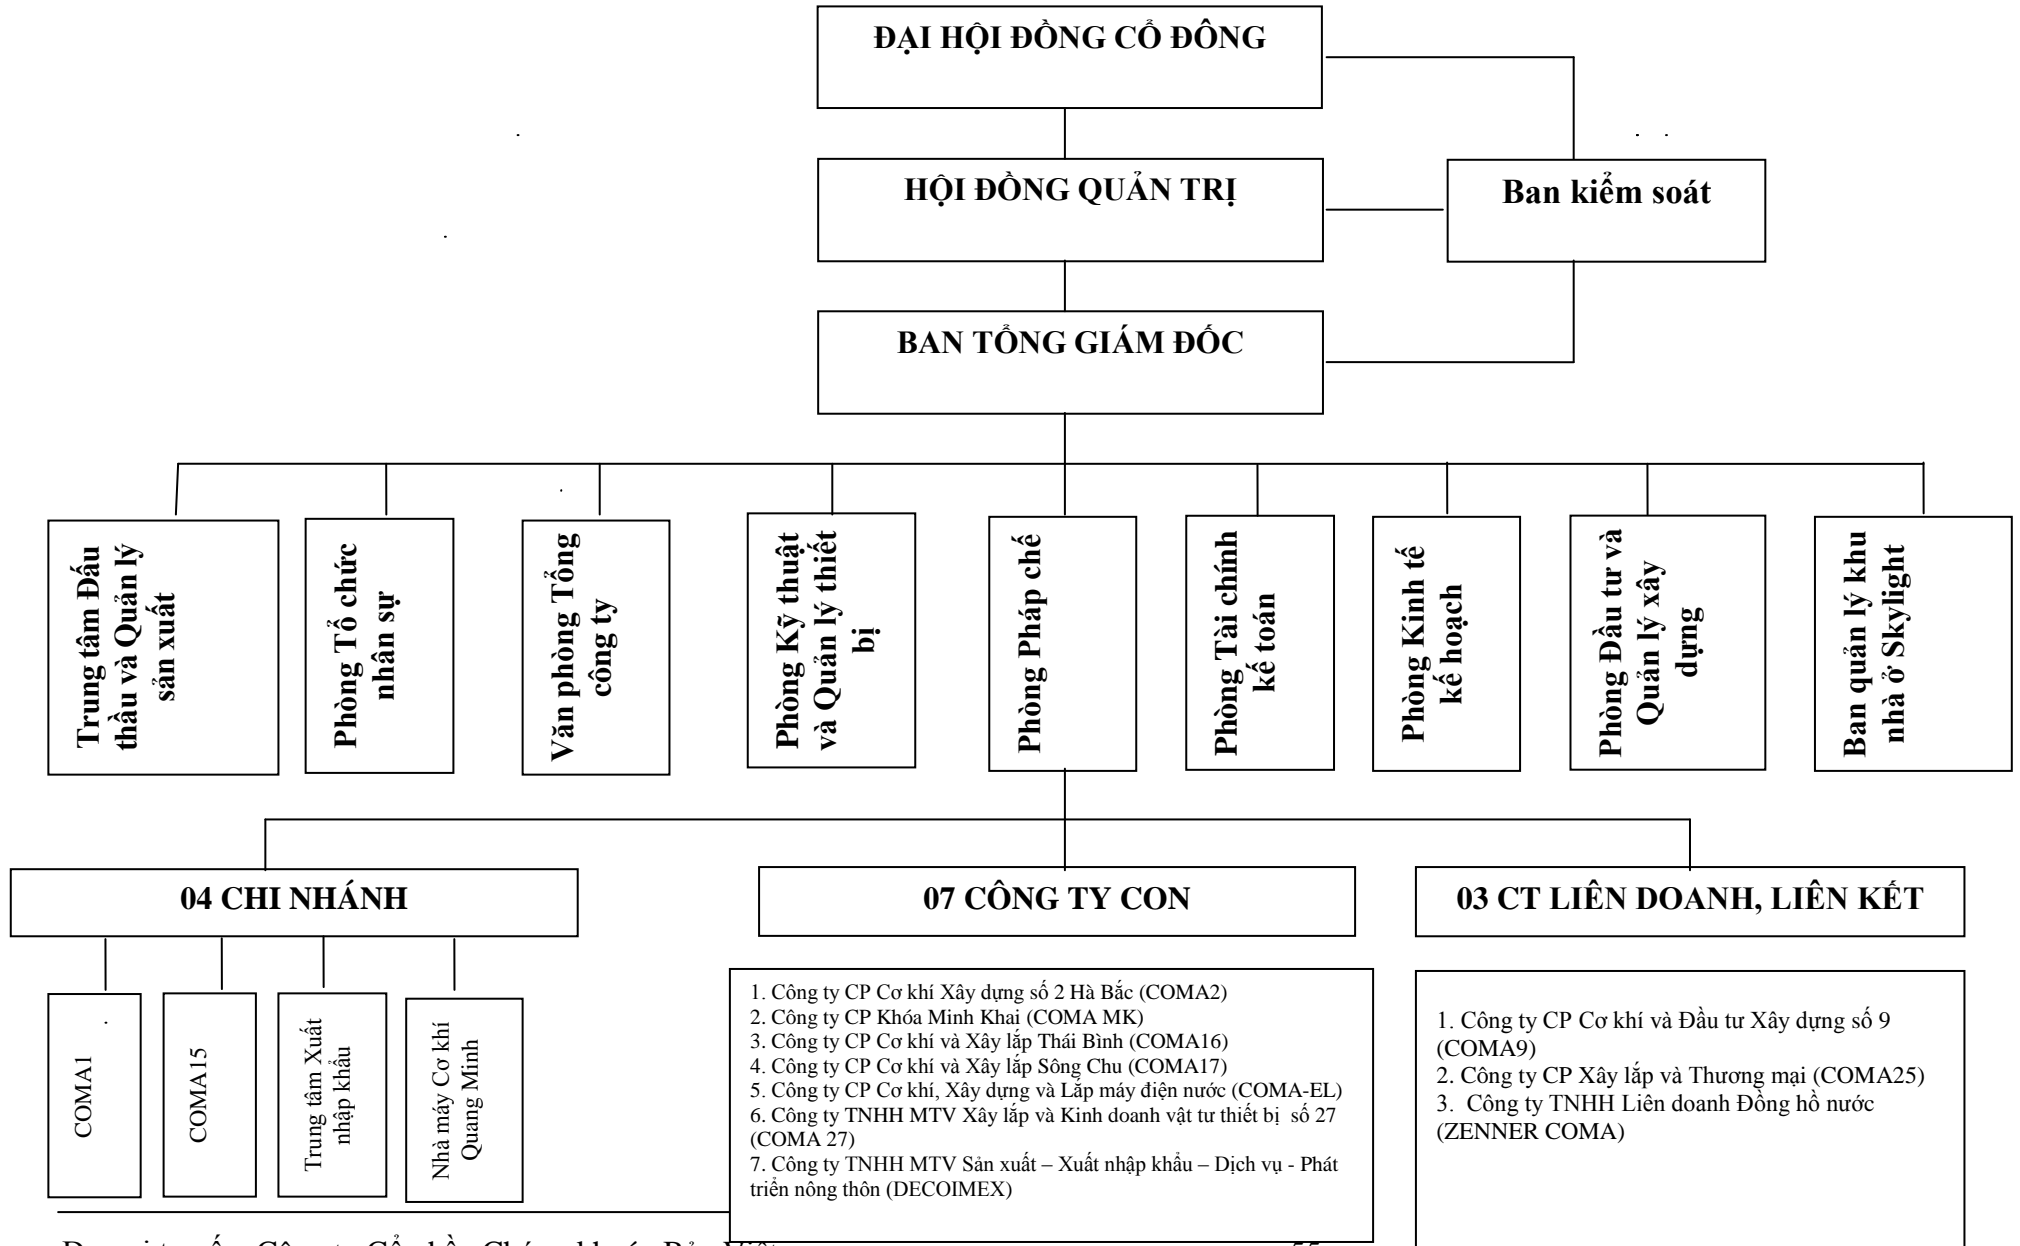 ĐẠI HỘI ĐỒNG CỔ ĐÔNG
HỘI ĐỒNG QUẢN TRỊ
Ban kiểm soát
BAN TỔNG GIÁM ĐỐC
Trung tâm Đấu
thầu và Quản lý
sản xuất
Phòng Tổ chức
nhân sự
Văn phòng Tổng
công ty
Phòng Kỹ thuật
và Quản lý thiết
bị
Phòng Pháp chế
Phòng Tài chính
kế toán
Phòng Kinh tế
kế hoạch
Phòng Đầu tư và
Quản lý xây
dựng
Ban quản lý khu
nhà ở Skylight
04 CHI NHÁNH
07 CÔNG TY CON
03 CT LIÊN DOANH, LIÊN KẾT
COMA1
COMA15
Trung tâm Xuất
nhập khẩu
Nhà máy Cơ khí
Quang Minh
1. Công ty CP Cơ khí Xây dựng số 2 Hà Bắc (COMA2)
2. Công ty CP Khóa Minh Khai (COMA MK)
3. Công ty CP Cơ khí và Xây lắp Thái Bình (COMA16)
4. Công ty CP Cơ khí và Xây lắp Sông Chu (COMA17)
5. Công ty CP Cơ khí, Xây dựng và Lắp máy điện nước (COMA-EL)
6. Công ty TNHH MTV Xây lắp và Kinh doanh vật tư thiết bị số 27
(COMA 27)
7. Công ty TNHH MTV Sản xuất – Xuất nhập khẩu – Dịch vụ - Phát
triển nông thôn (DECOIMEX)
1. Công ty CP Cơ khí và Đầu tư Xây dựng số 9
(COMA9)
2. Công ty CP Xây lắp và Thương mại (COMA25)
3. Công ty TNHH Liên doanh Đồng hồ nước
(ZENNER COMA)